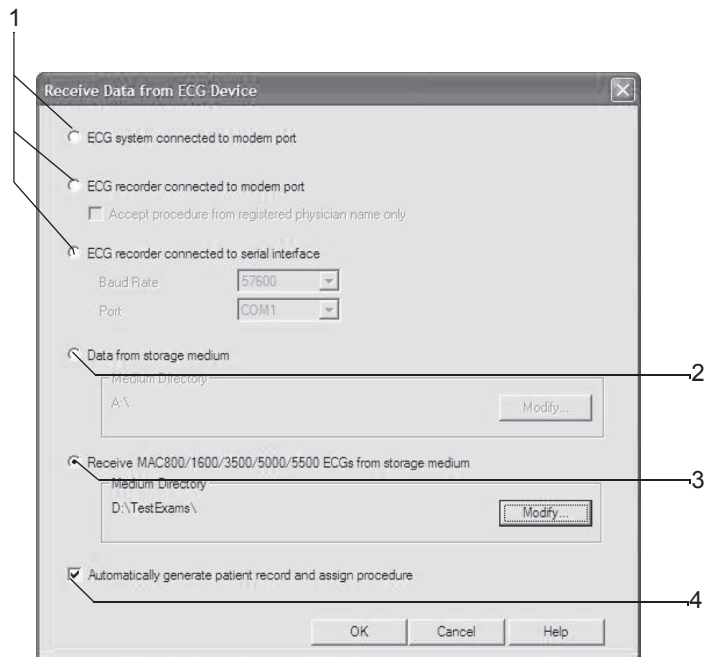 1
Receive Data from ECG Device
ECG system connected to modem port
ECG recorder connected to modem port
Accept procedure from registered physician name only
ECG recorder connected to serial interface
Baud Rate 57600
Port COM1
Data from storage medium
2
Medium Directory
A:\ Modify...
Receive MAC800/1600/3500/5000/5500 ECGs from storage medium
3
Medium Directory
D:\TestExams\ Modify...
Automatically generate patient record and assign procedure
4
OK Cancel Help